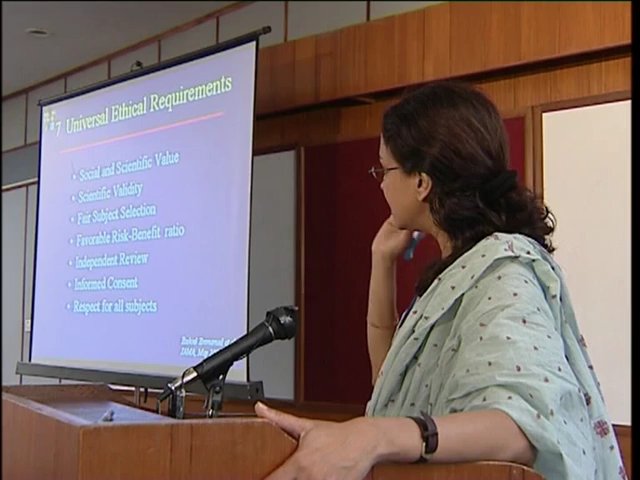 7 Universal Ethical Requirements
• Social and Scientific Value
• Scientific Validity
• Fair Subject Selection
• Favorable Risk-Benefit ratio
• Independent Review
• Informed Consent
• Respect for all subjects